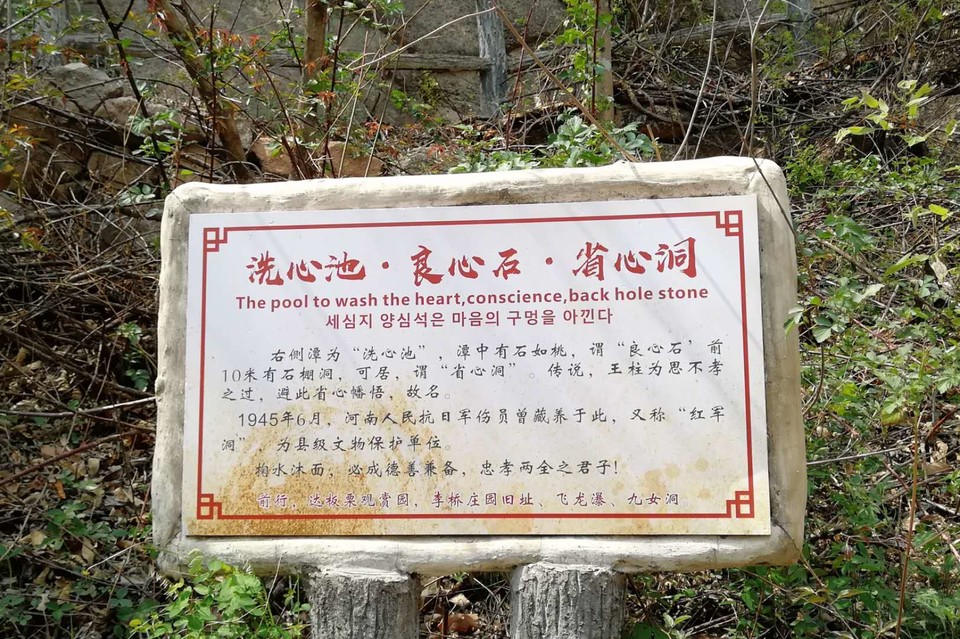 洗心池·良心石·省心洞
The pool to wash the heart,conscience,back hole stone
세심지 양심석은 마음의 구멍을 아낀다
右侧潭为“洗心池”，潭中有石如桃，谓“良心石’前
10米有石棚洞，可居，谓“省心洞”。传说，王柱为思不孝
之过，避此省心幡悟，故名。
1945年6月，河南人民抗日军伤员曾藏养于此，又称“红军
洞”，为县级文物保护单位。
掬水沫面，必成德善兼备，忠孝两全之君子！
前行，达板栗观赏园，李桥庄园旧址、飞龙瀑、九女洞